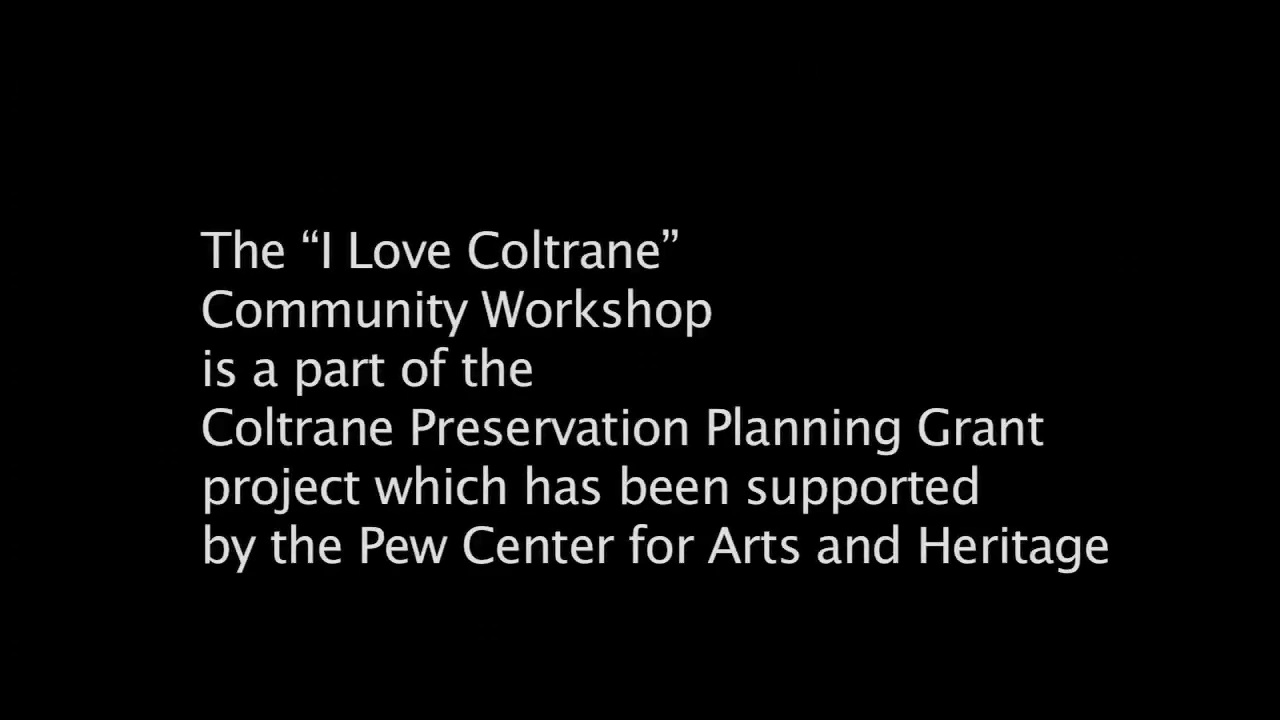 The “I Love Coltrane”
Community Workshop
is a part of the
Coltrane Preservation Planning Grant
project which has been supported
by the Pew Center for Arts and Heritage